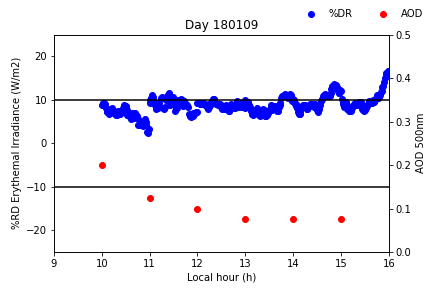 %DR AOD
Day 180109
%RD Erythermal Irradiance (W/m2)
20
10
0
−10
−20
0.5
0.4
0.3
0.2
0.1
0.0
AOD 500nm
9 10 11 12 13 14 15 16
Local hour (h)